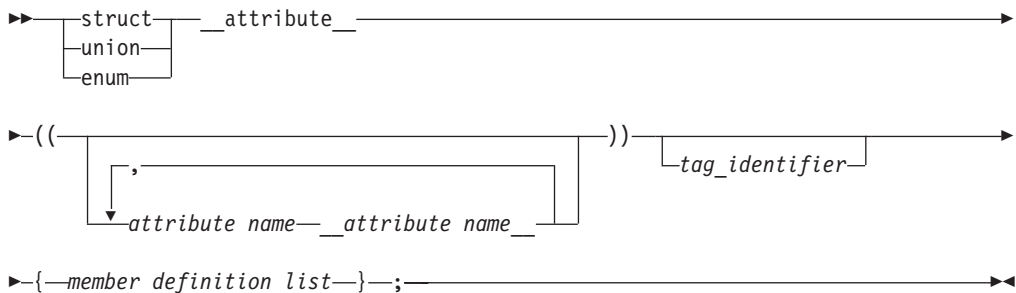 struct __attribute__
union
enum
(( ))
tag_identifier
,
attribute name __attribute name__
{ member definition list } ;